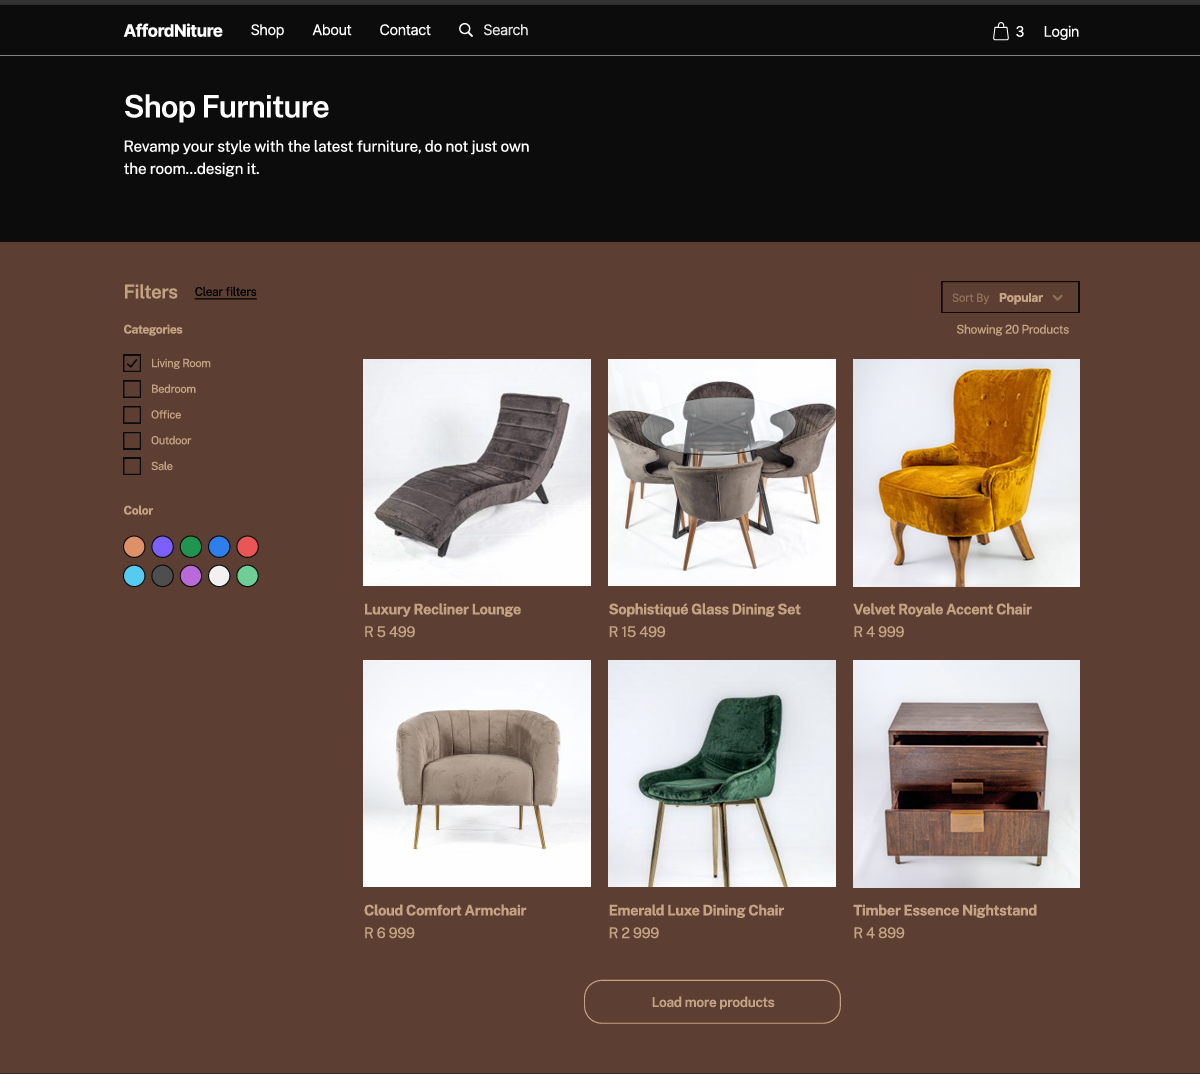 AffordNiture Shop About Contact Search 3 Login
Shop Furniture
Revamp your style with the latest furniture, do not just own
the room...design it.
Filters Clear filters
Sort By Popular
Categories
Showing 20 Products
Living Room
Bedroom
Office
Outdoor
Sale
Color
Luxury Recliner Lounge
R 5 499
Sophistiqué Glass Dining Set
R 15 499
Velvet Royale Accent Chair
R 4 999
Cloud Comfort Armchair
R 6 999
Emerald Luxe Dining Chair
R 2 999
Timber Essence Nightstand
R 4 899
Load more products